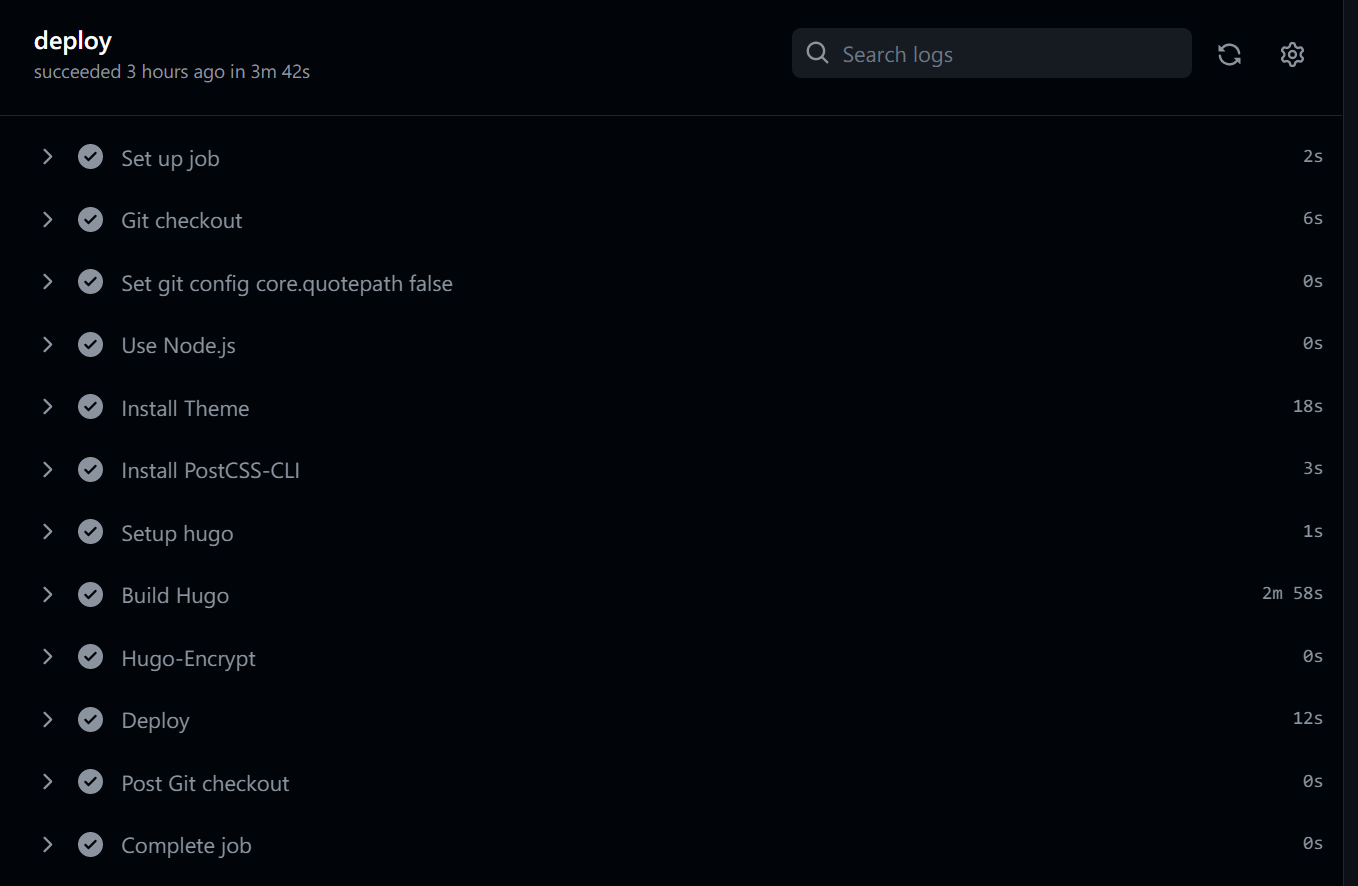 deploy
succeeded 3 hours ago in 3m 42s
Search logs
Set up job 2s
Git checkout 6s
Set git config core.quotepath false 0s
Use Node.js 0s
Install Theme 18s
Install PostCSS-CLI 3s
Setup hugo 1s
Build Hugo 2m 58s
Hugo-Encrypt 0s
Deploy 12s
Post Git checkout 0s
Complete job 0s